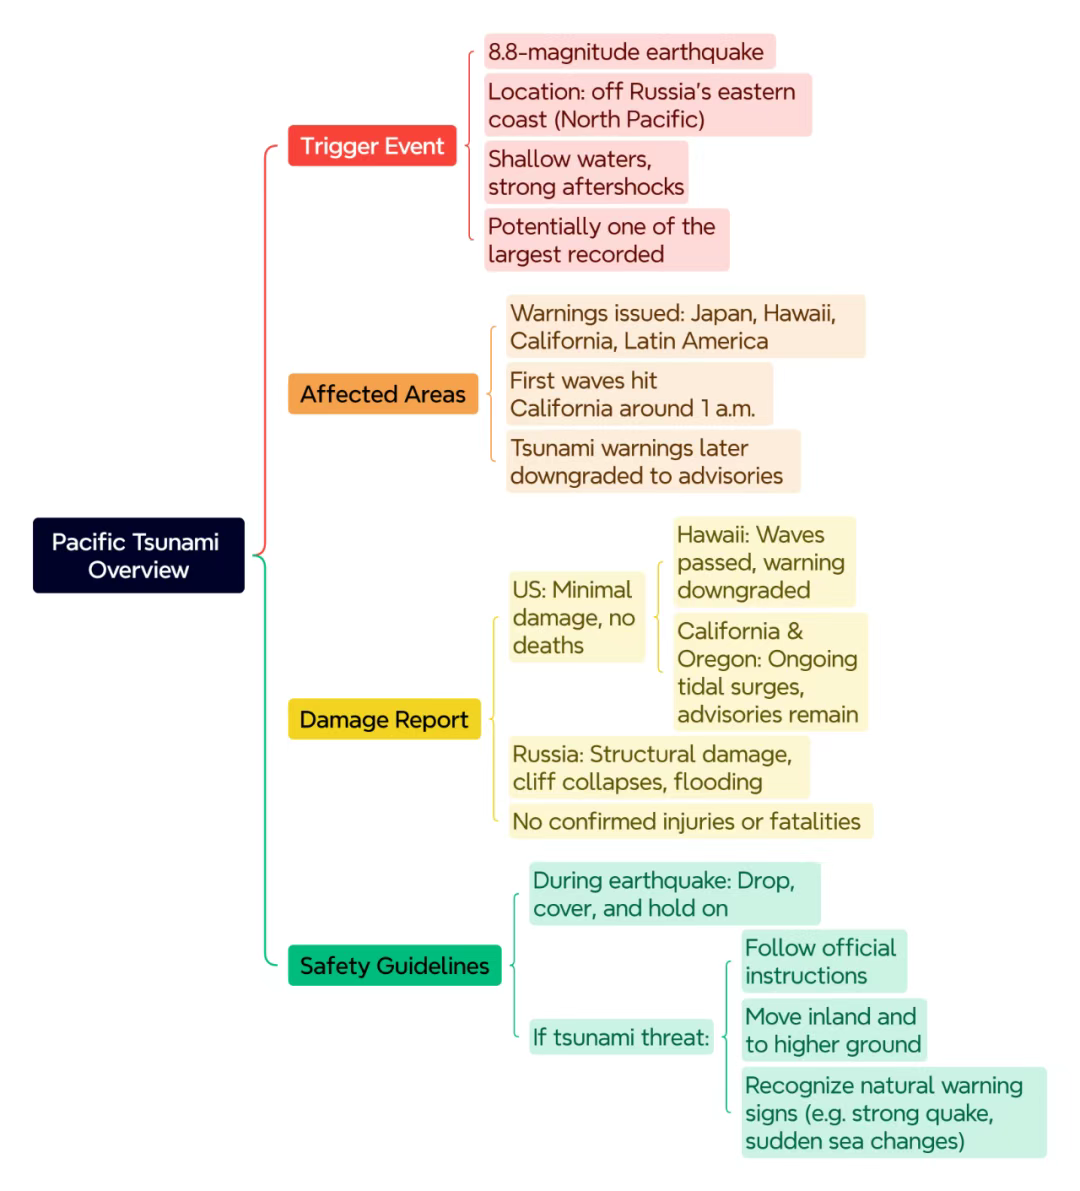 Pacific Tsunami
Overview
Trigger Event
8.8-magnitude earthquake
Location: off Russia's eastern
coast (North Pacific)
Shallow waters,
strong aftershocks
Potentially one of the
largest recorded
Affected Areas
Warnings issued: Japan, Hawaii,
California, Latin America
First waves hit
California around 1 a.m.
Tsunami warnings later
downgraded to advisories
Damage Report
US: Minimal
damage, no
deaths
Hawaii: Waves
passed, warning
downgraded
California &
Oregon: Ongoing
tidal surges,
advisories remain
Russia: Structural damage,
cliff collapses, flooding
No confirmed injuries or fatalities
Safety Guidelines
During earthquake: Drop,
cover, and hold on
If tsunami threat:
Follow official
instructions
Move inland and
to higher ground
Recognize natural warning
signs (e.g. strong quake,
sudden sea changes)